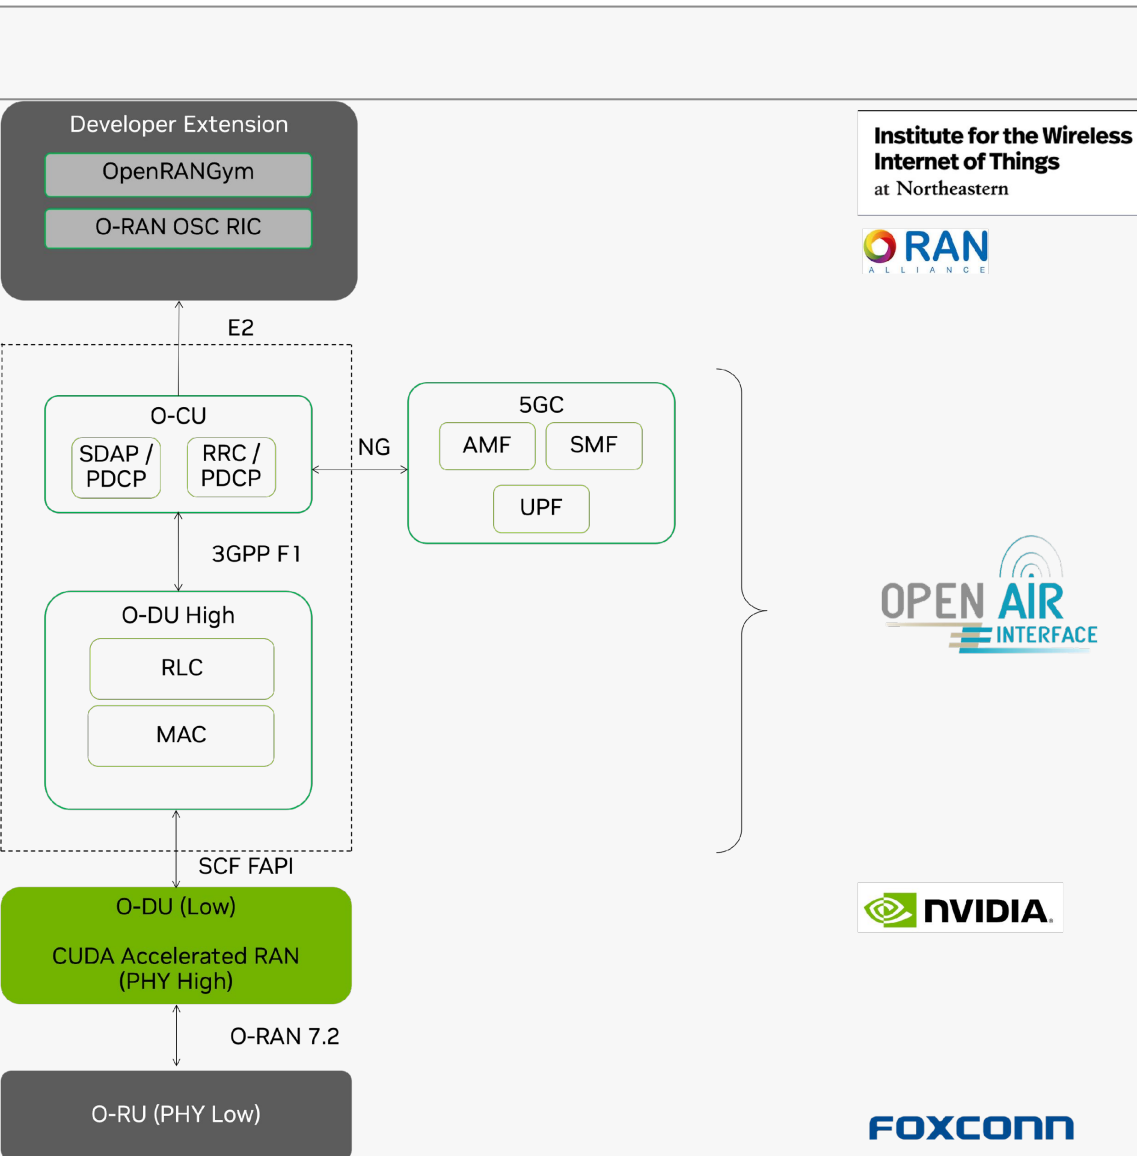 Developer Extension
OpenRANGym
O-RAN OSC RIC
Institute for the Wireless
Internet of Things
at Northeastern
O RAN
ALLIANCE
E2
O-CU
SDAP /
PDCP
RRC /
PDCP
NG
5GC
AMF
SMF
UPF
3GPP F1
O-DU High
RLC
MAC
OPEN AIR
INTERFACE
SCF FAPI
O-DU (Low)
CUDA Accelerated RAN
(PHY High)
NVIDIA.
O-RAN 7.2
O-RU (PHY Low)
FOXCONN